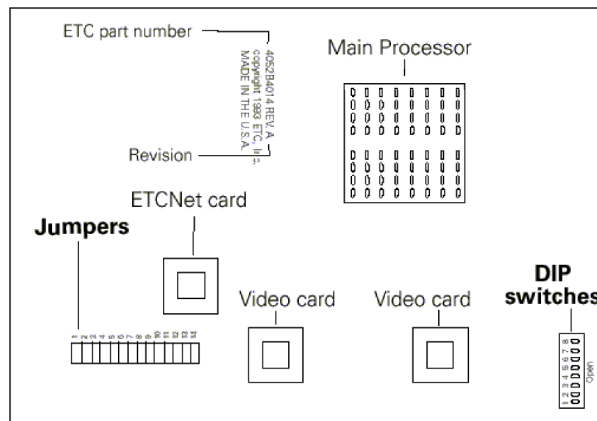 ETC part number
4052B4014 REV. A
copyright 1993 ETC, Inc.
MADE IN THE U.S.A.
Revision
Main Processor
ETCNet card
Jumpers
Video card
Video card
DIP
switches
1 2 3 4 5 6 7 8 9 10 11 12 13 14
1 2 3 4 5 6 7 8
Open